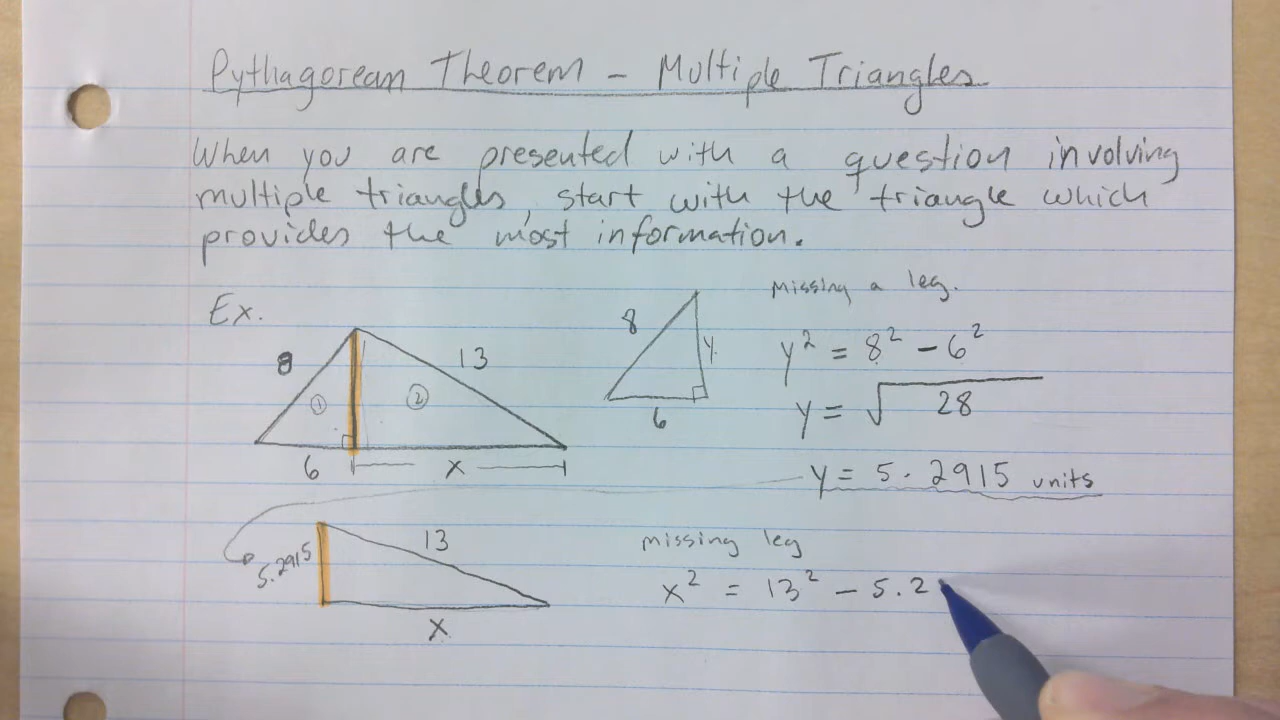 Pythagorean Theorem - Multiple Triangles
When you are presented with a question involving
multiple triangles, start with the triangle which
provides the most information.
Ex.
8
13
①
②
6
x
8
y
6
Missing a leg.
y² = 8² - 6²
y = √28
y = 5.2915 units
5.2915
13
x
missing leg
x² = 13² - 5.2